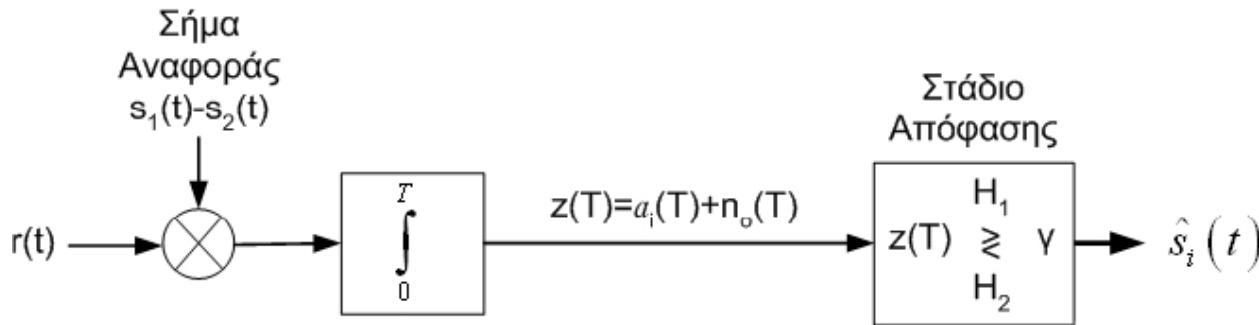 Σήμα
Αναφοράς
s₁(t)-s₂(t)
r(t)
T
∫
0
z(T)=aᵢ(T)+nₒ(T)
Στάδιο
Απόφασης
H₁
z(T) ≷ γ
H₂
ŝᵢ(t)